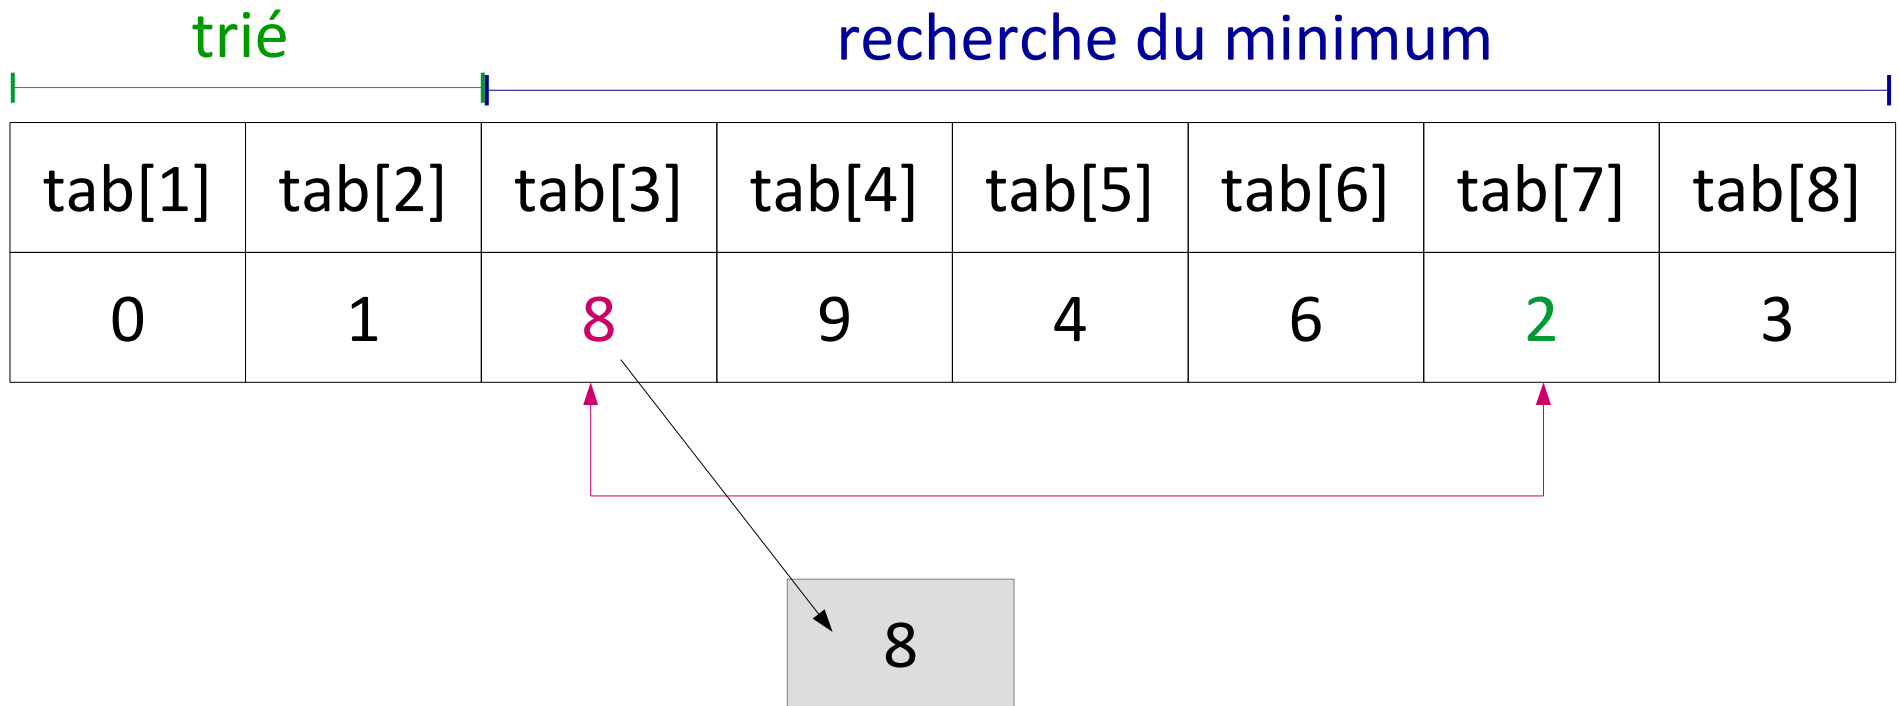 trié recherche du minimum
tab[1] tab[2] tab[3] tab[4] tab[5] tab[6] tab[7] tab[8]
0 1 8 9 4 6 2 3
8